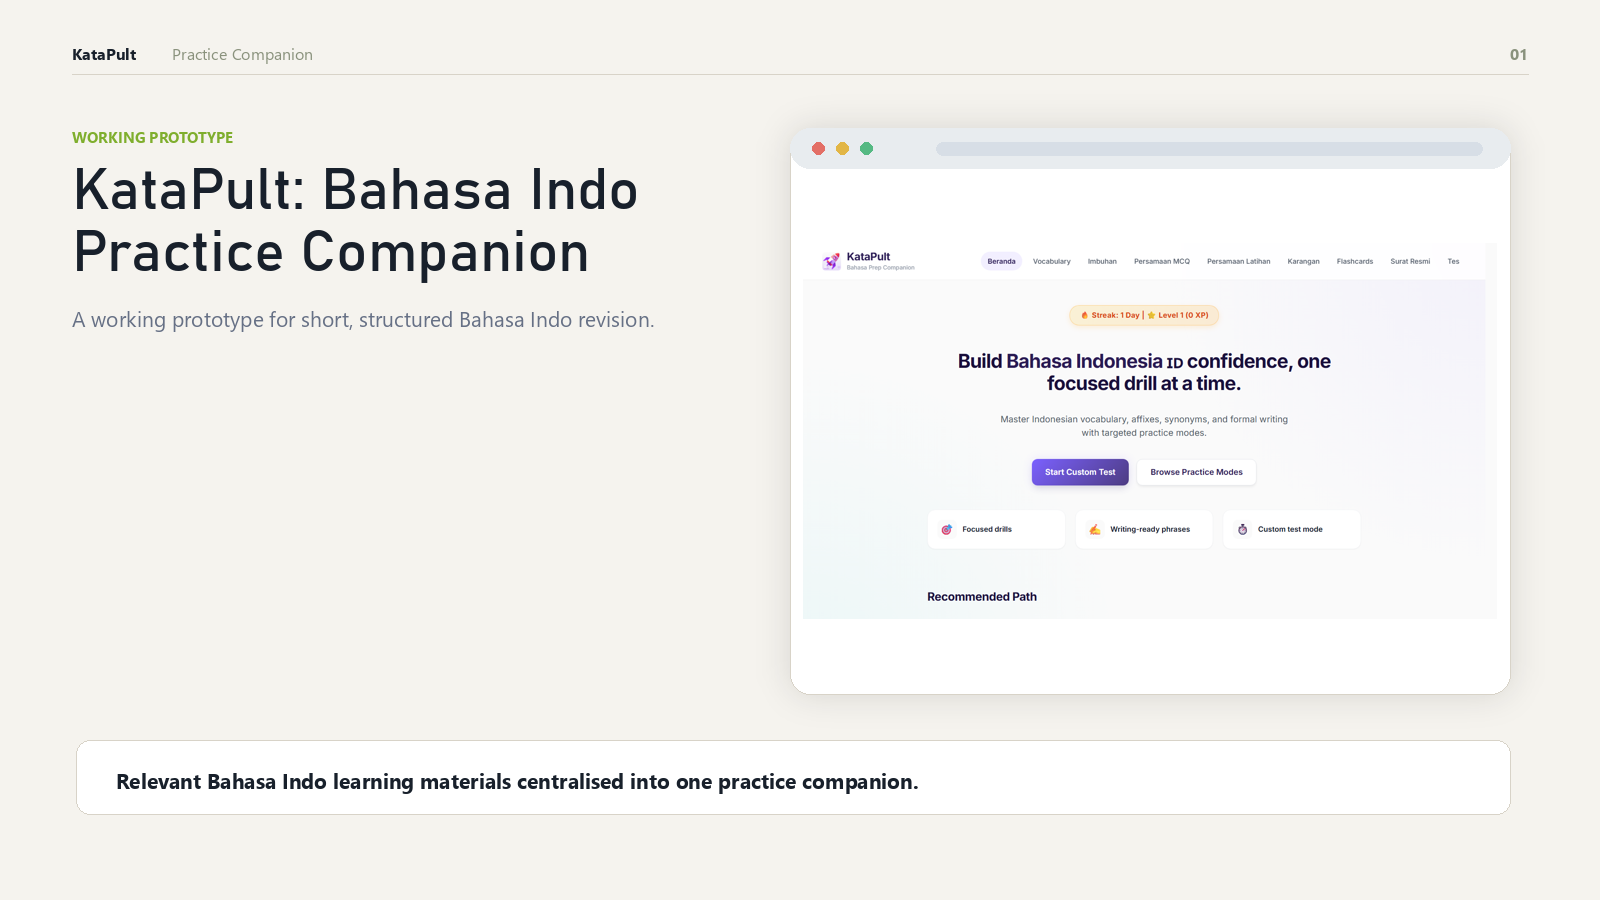 KataPult Practice Companion 01
WORKING PROTOTYPE
KataPult: Bahasa Indo
Practice Companion
A working prototype for short, structured Bahasa Indo revision.
KataPult
Bahasa Prep Companion
Beranda Vocabulary Imbuhan Persamaan MCQ Persamaan Latihan Karangan Flashcards Surat Resmi Tes
Streak: 1 Day | Level 1 (0 XP)
Build Bahasa Indonesia ID confidence, one
focused drill at a time.
Master Indonesian vocabulary, affixes, synonyms, and formal writing
with targeted practice modes.
Start Custom Test Browse Practice Modes
Focused drills Writing-ready phrases Custom test mode
Recommended Path
Relevant Bahasa Indo learning materials centralised into one practice companion.